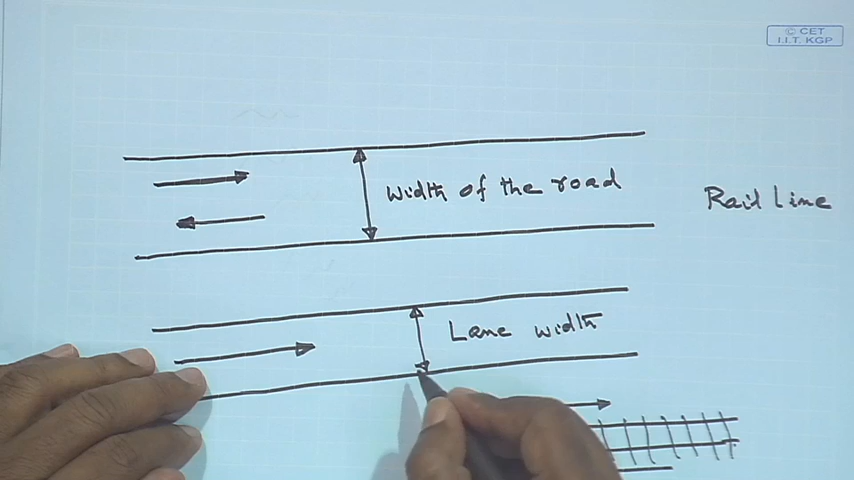 © CET
I.I.T. KGP
Width of the road
Rail Line
Lane width